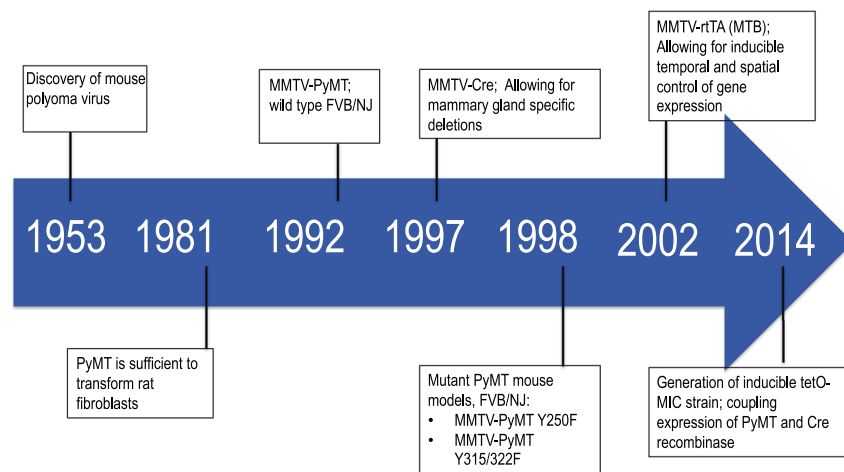 Discovery of mouse
polyoma virus
MMTV-PyMT;
wild type FVB/NJ
MMTV-Cre; Allowing for
mammary gland specific
deletions
MMTV-rtTA (MTB);
Allowing for inducible
temporal and spatial
control of gene
expression
1953 1981 1992 1997 1998 2002 2014
PyMT is sufficient to
transform rat
fibroblasts
Mutant PyMT mouse
models, FVB/NJ:
• MMTV-PyMT Y250F
• MMTV-PyMT
Y315/322F
Generation of inducible tetO-
MIC strain; coupling
expression of PyMT and Cre
recombinase